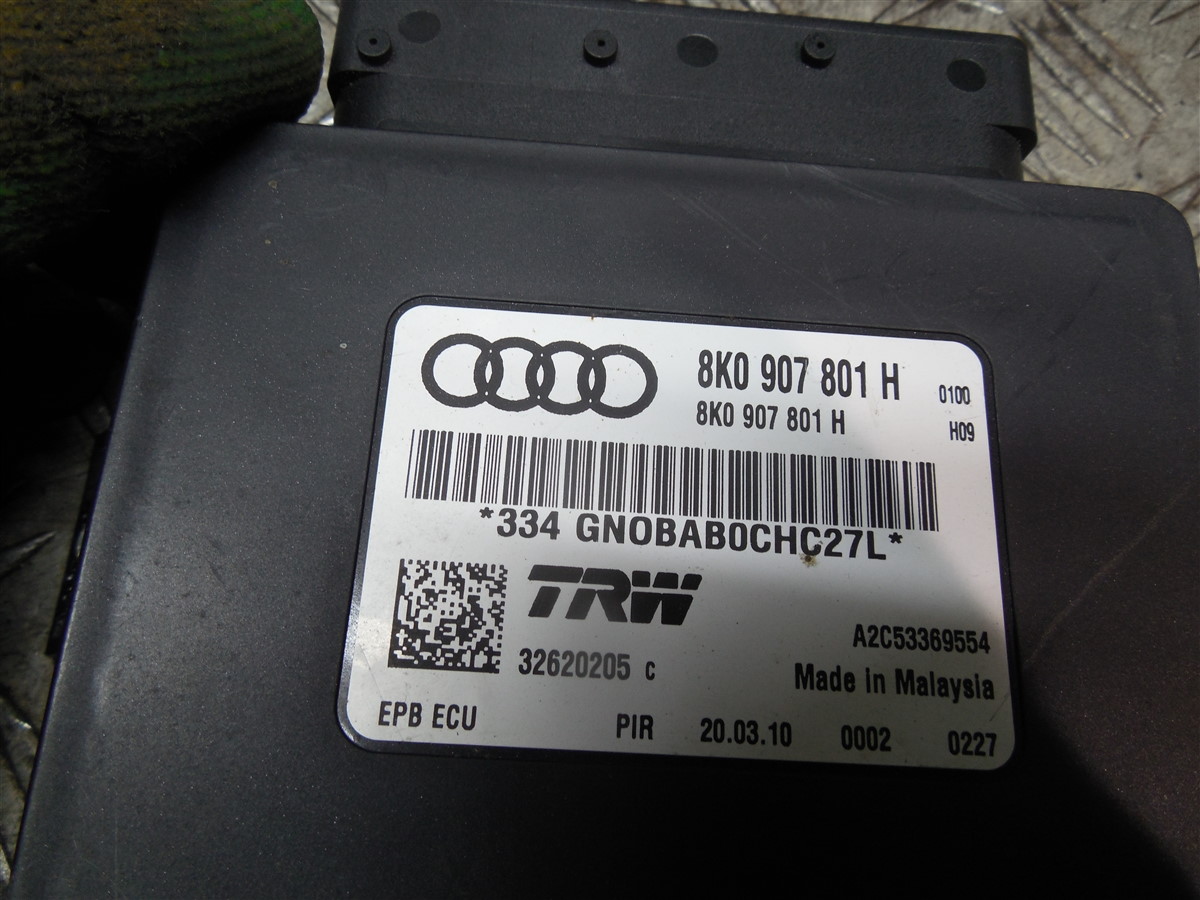 8K0 907 801 H 0100
8K0 907 801 H H09
*334 GNOBAB0CHC27L*
TRW
A2C53369554
32620205 C
Made in Malaysia
EPB ECU PIR 20.03.10 0002 0227